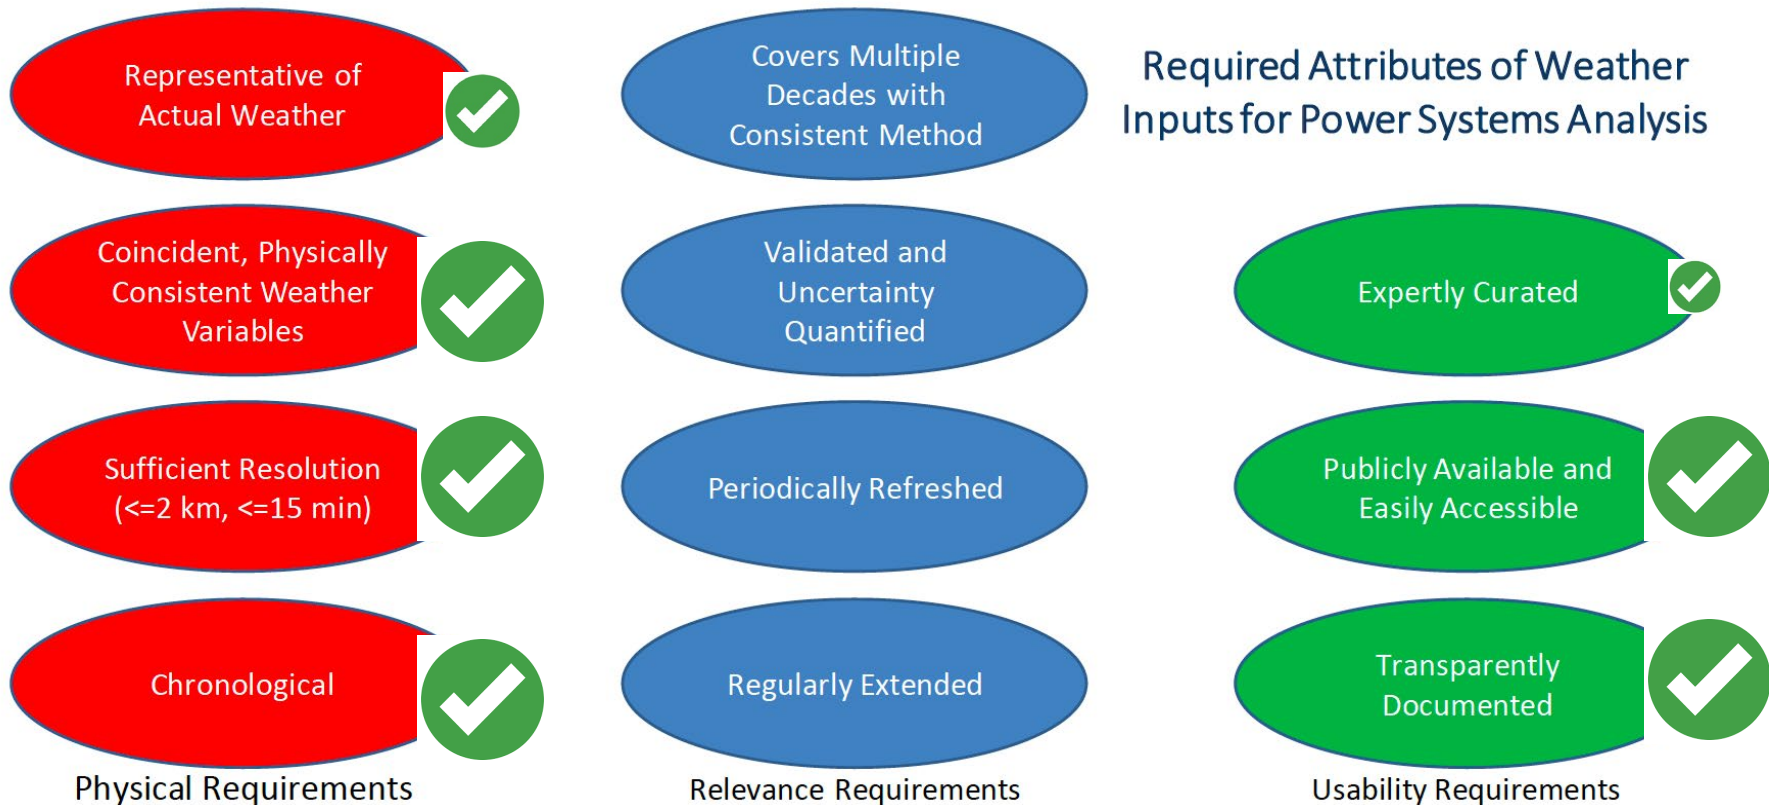 Required Attributes of Weather
Inputs for Power Systems Analysis
Representative of
Actual Weather
Coincident, Physically
Consistent Weather
Variables
Sufficient Resolution
(<=2 km, <=15 min)
Chronological
Physical Requirements
Covers Multiple
Decades with
Consistent Method
Validated and
Uncertainty
Quantified
Periodically Refreshed
Regularly Extended
Relevance Requirements
Expertly Curated
Publicly Available and
Easily Accessible
Transparently
Documented
Usability Requirements